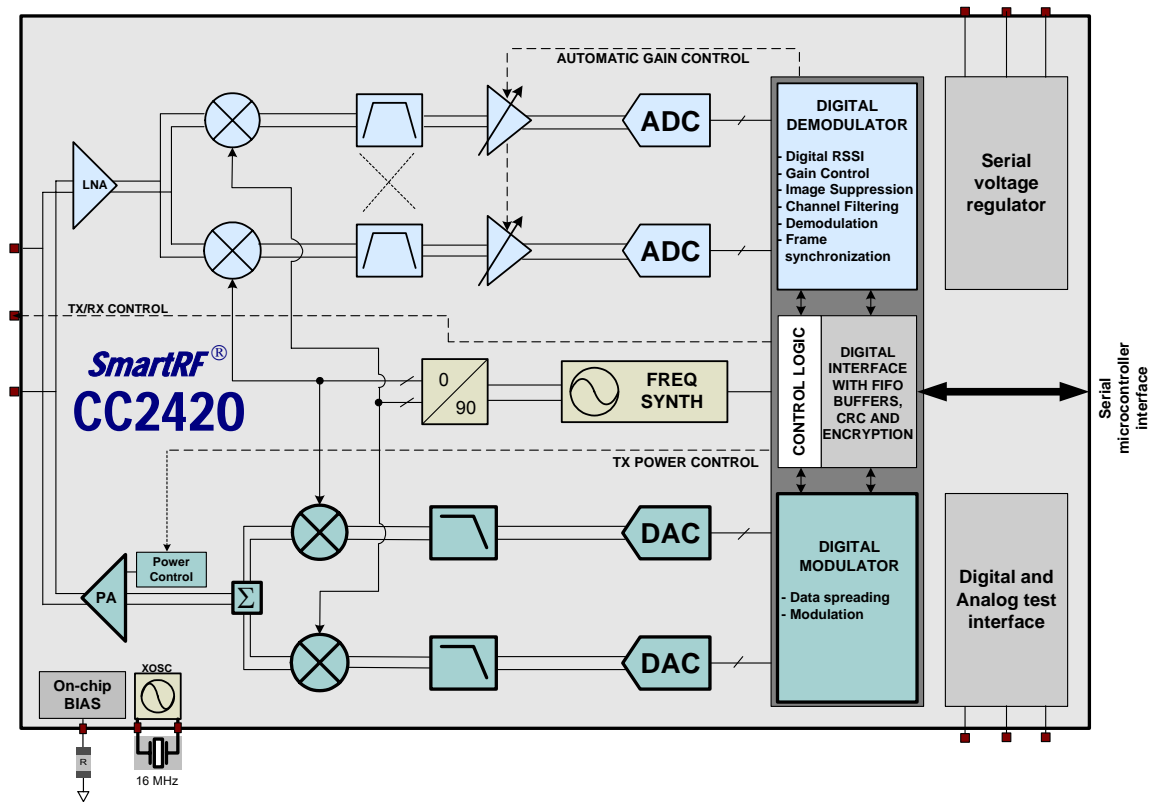 AUTOMATIC GAIN CONTROL
LNA
ADC
ADC
DIGITAL
DEMODULATOR
- Digital RSSI
- Gain Control
- Image Suppression
- Channel Filtering
- Demodulation
- Frame
synchronization
Serial
voltage
regulator
TX/RX CONTROL
SmartRF®
CC2420
0
90
FREQ
SYNTH
CONTROL LOGIC
DIGITAL
INTERFACE
WITH FIFO
BUFFERS,
CRC AND
ENCRYPTION
Serial
microcontroller
interface
TX POWER CONTROL
Power
Control
PA
Σ
DAC
DAC
DIGITAL
MODULATOR
- Data spreading
- Modulation
Digital and
Analog test
interface
On-chip
BIAS
XOSC
R
16 MHz